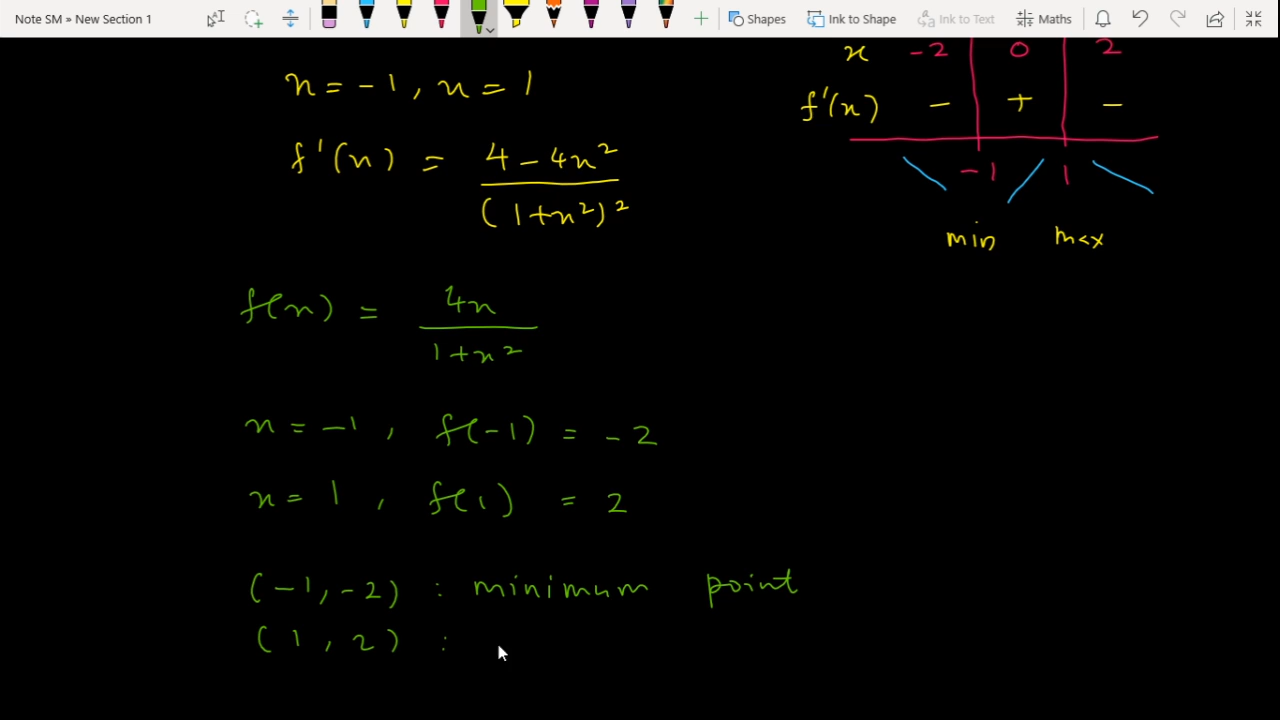 Note SM » New Section 1
Shapes
Ink to Shape
Ink to Text
Maths
x = -1, x = 1
f'(x) = 4 - 4x² / (1+x²)²
x -2 0 2
f'(x) - + -
-1 1
min max
f(x) = 4x / 1+x²
x = -1, f(-1) = -2
x = 1, f(1) = 2
(-1, -2) : minimum point
(1, 2) :